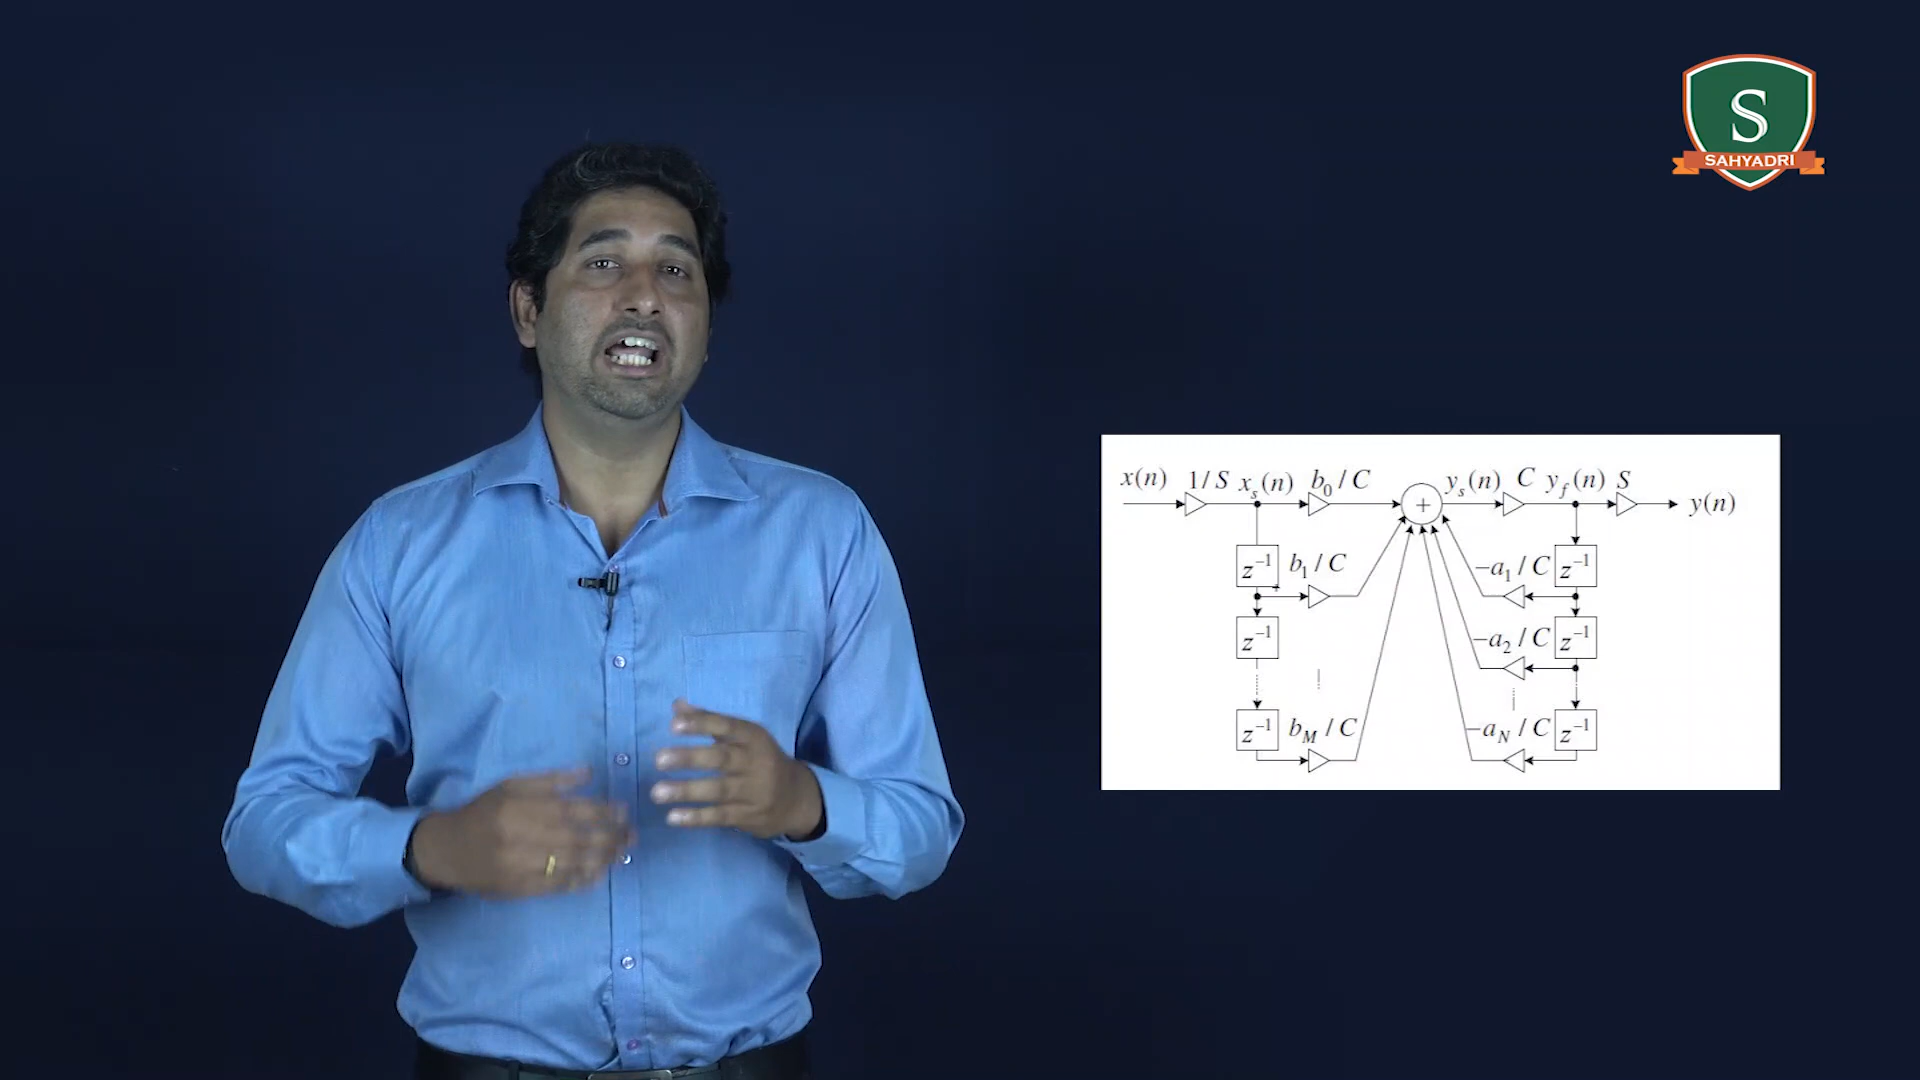 S
SAHYADRI
x(n) 1/S x_s(n) b_0/C + y_s(n) C y_f(n) S y(n)
z^{-1} b_1/C -a_1/C z^{-1}
z^{-1} -a_2/C z^{-1}
z^{-1} b_M/C -a_N/C z^{-1}